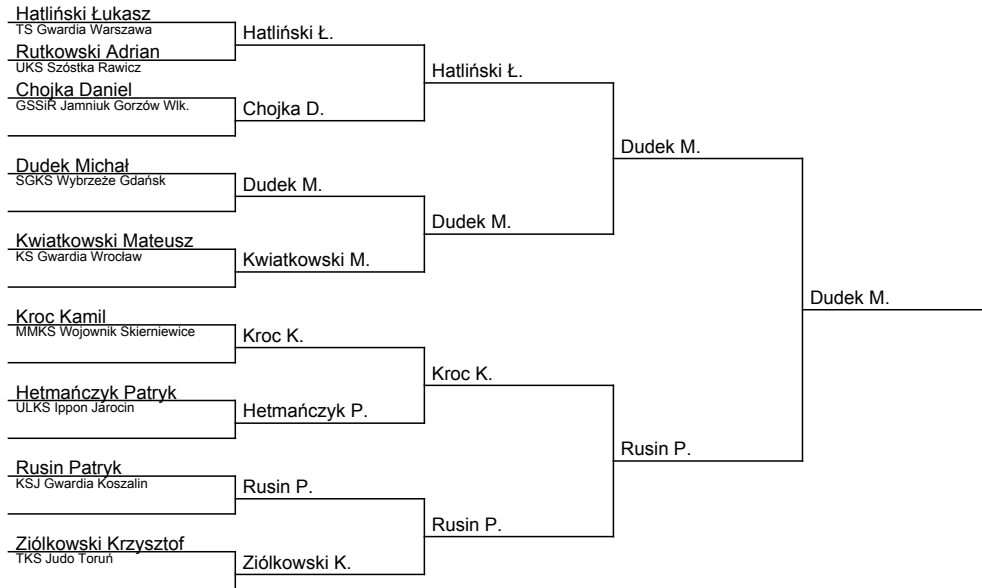 Hatliński Łukasz
TS Gwardia Warszawa
Rutkowski Adrian
UKS Szóstka Rawicz
Chojka Daniel
GSSiR Jamniuk Gorzów Wlk.
Dudek Michał
SGKS Wybrzeże Gdańsk
Kwiatkowski Mateusz
KS Gwardia Wrocław
Kroc Kamil
MMKS Wojownik Skierniewice
Hetmańczyk Patryk
ULKS Ippon Jarocin
Rusin Patryk
KSJ Gwardia Koszalin
Ziółkowski Krzysztof
TKS Judo Toruń
Hatliński Ł.
Chojka D.
Dudek M.
Kwiatkowski M.
Kroc K.
Hetmańczyk P.
Rusin P.
Ziółkowski K.
Hatliński Ł.
Dudek M.
Kroc K.
Rusin P.
Dudek M.
Rusin P.
Dudek M.